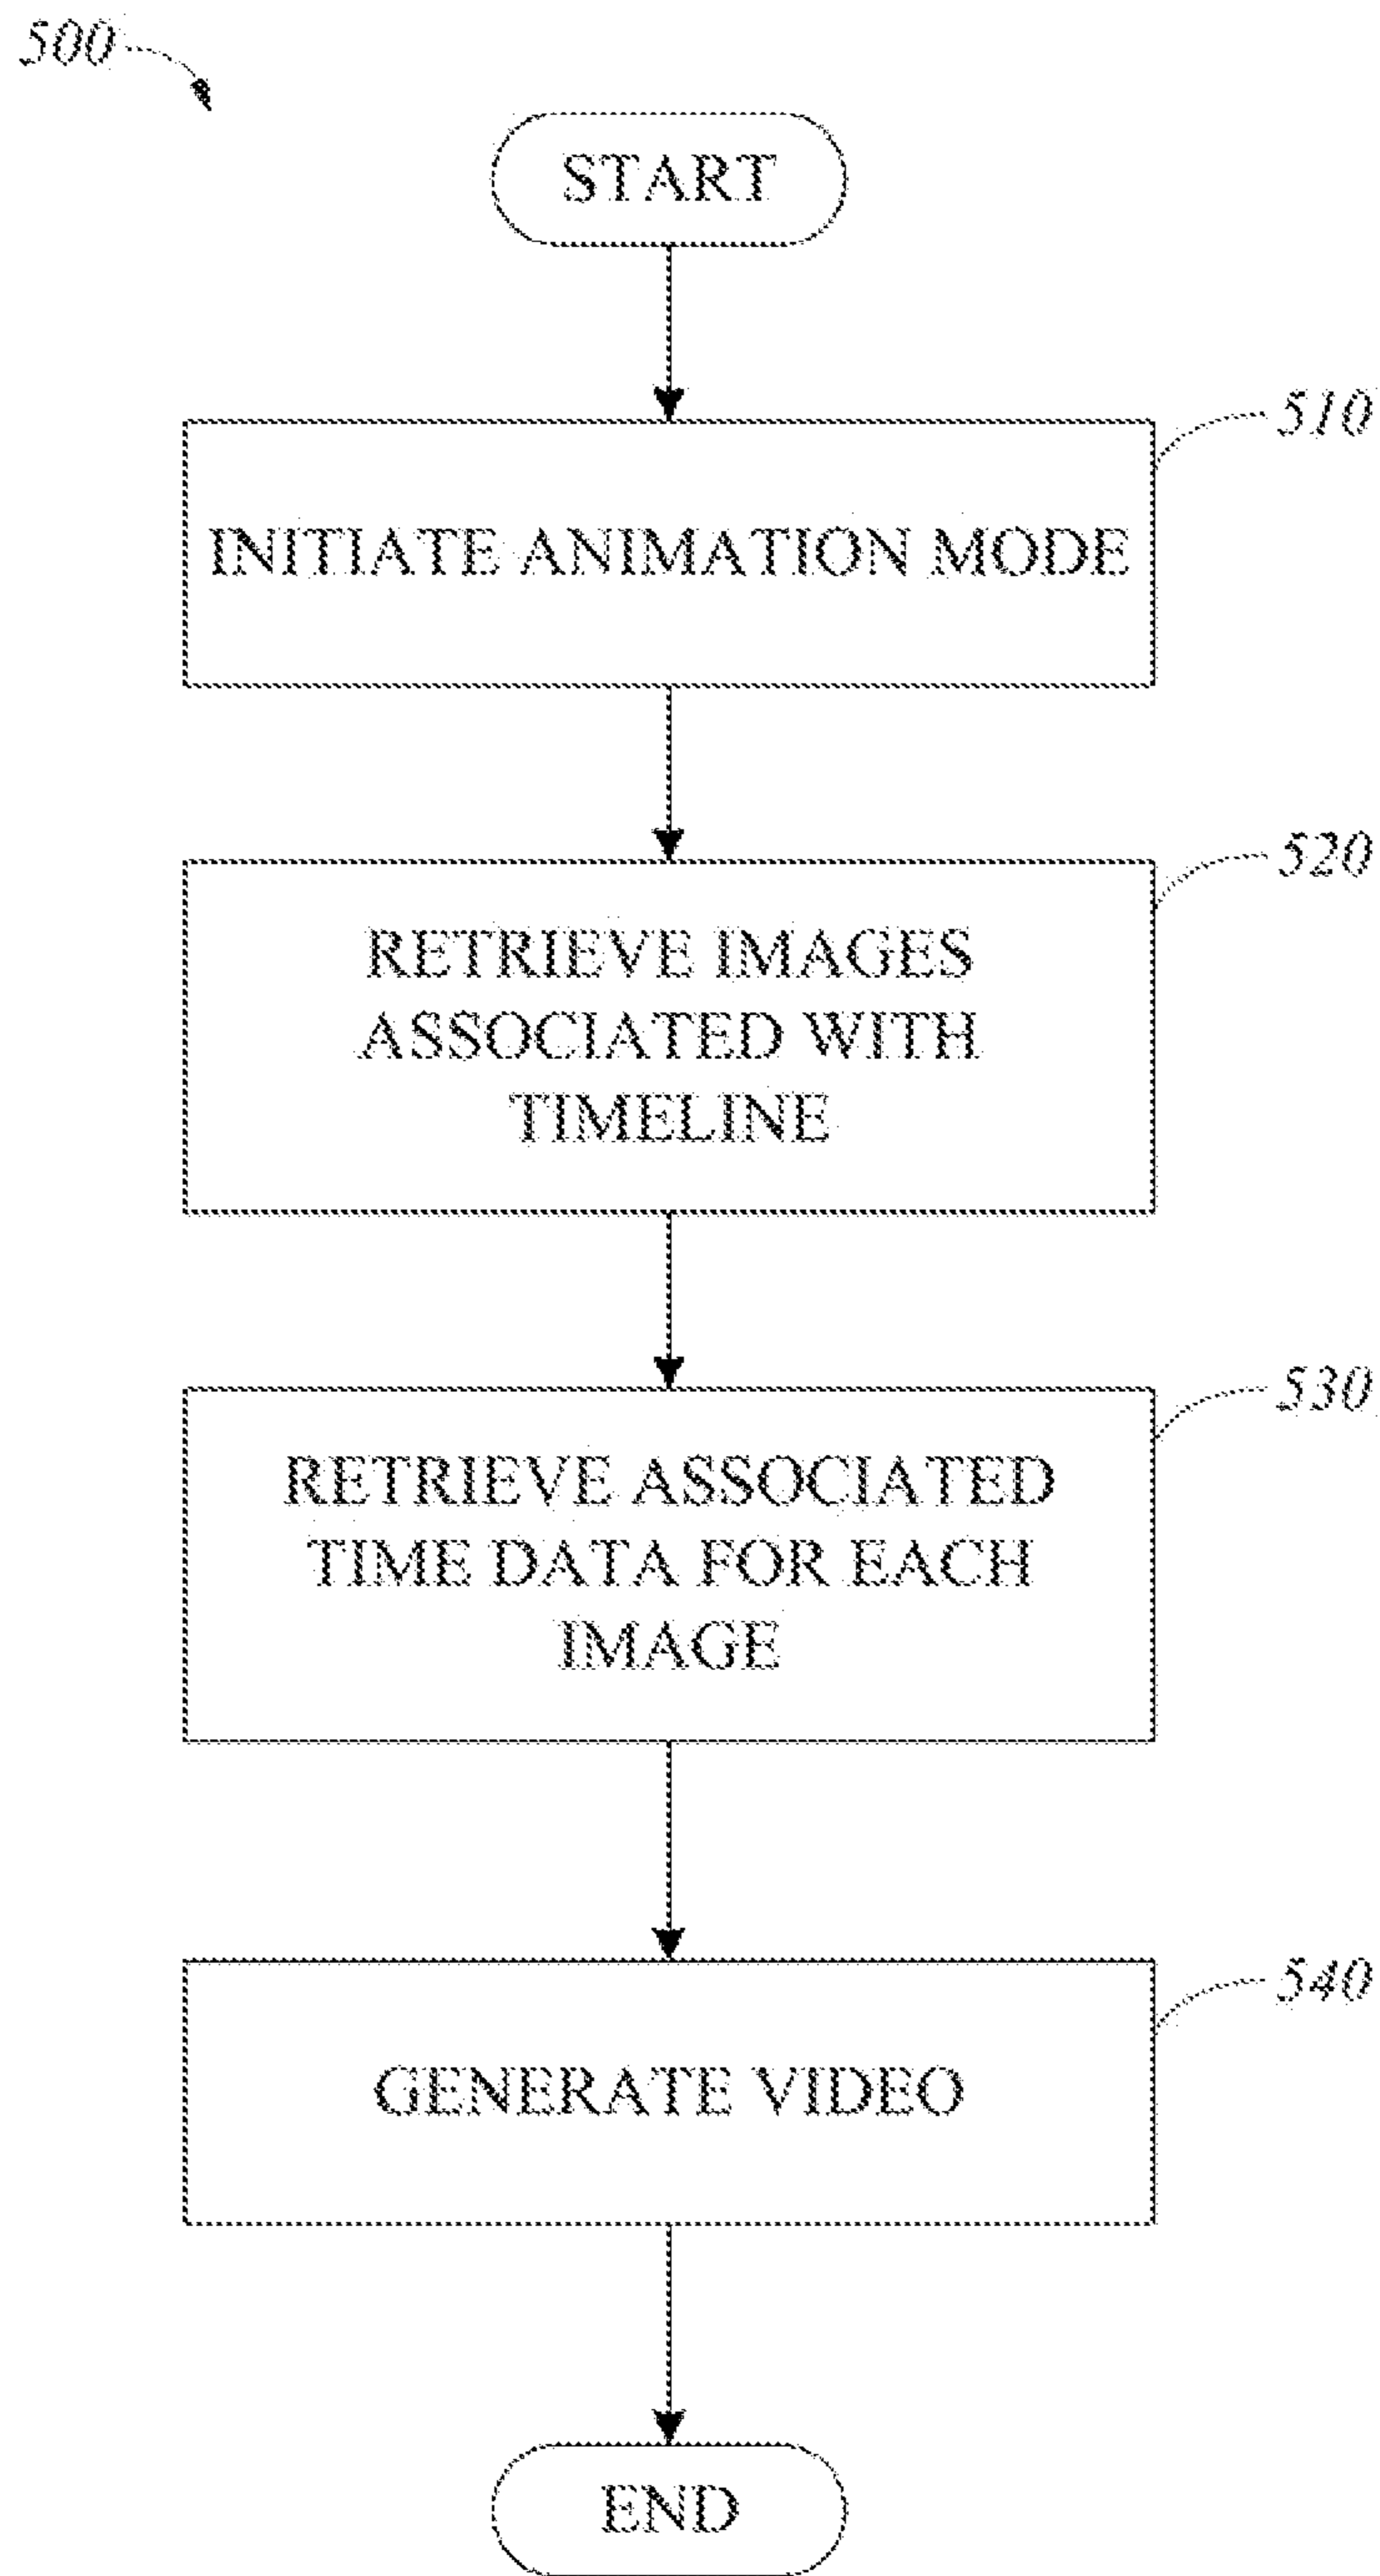 500
START
510
INITIATE ANIMATION MODE
520
RETRIEVE IMAGES
ASSOCIATED WITH
TIMELINE
530
RETRIEVE ASSOCIATED
TIME DATA FOR EACH
IMAGE
540
GENERATE VIDEO
END